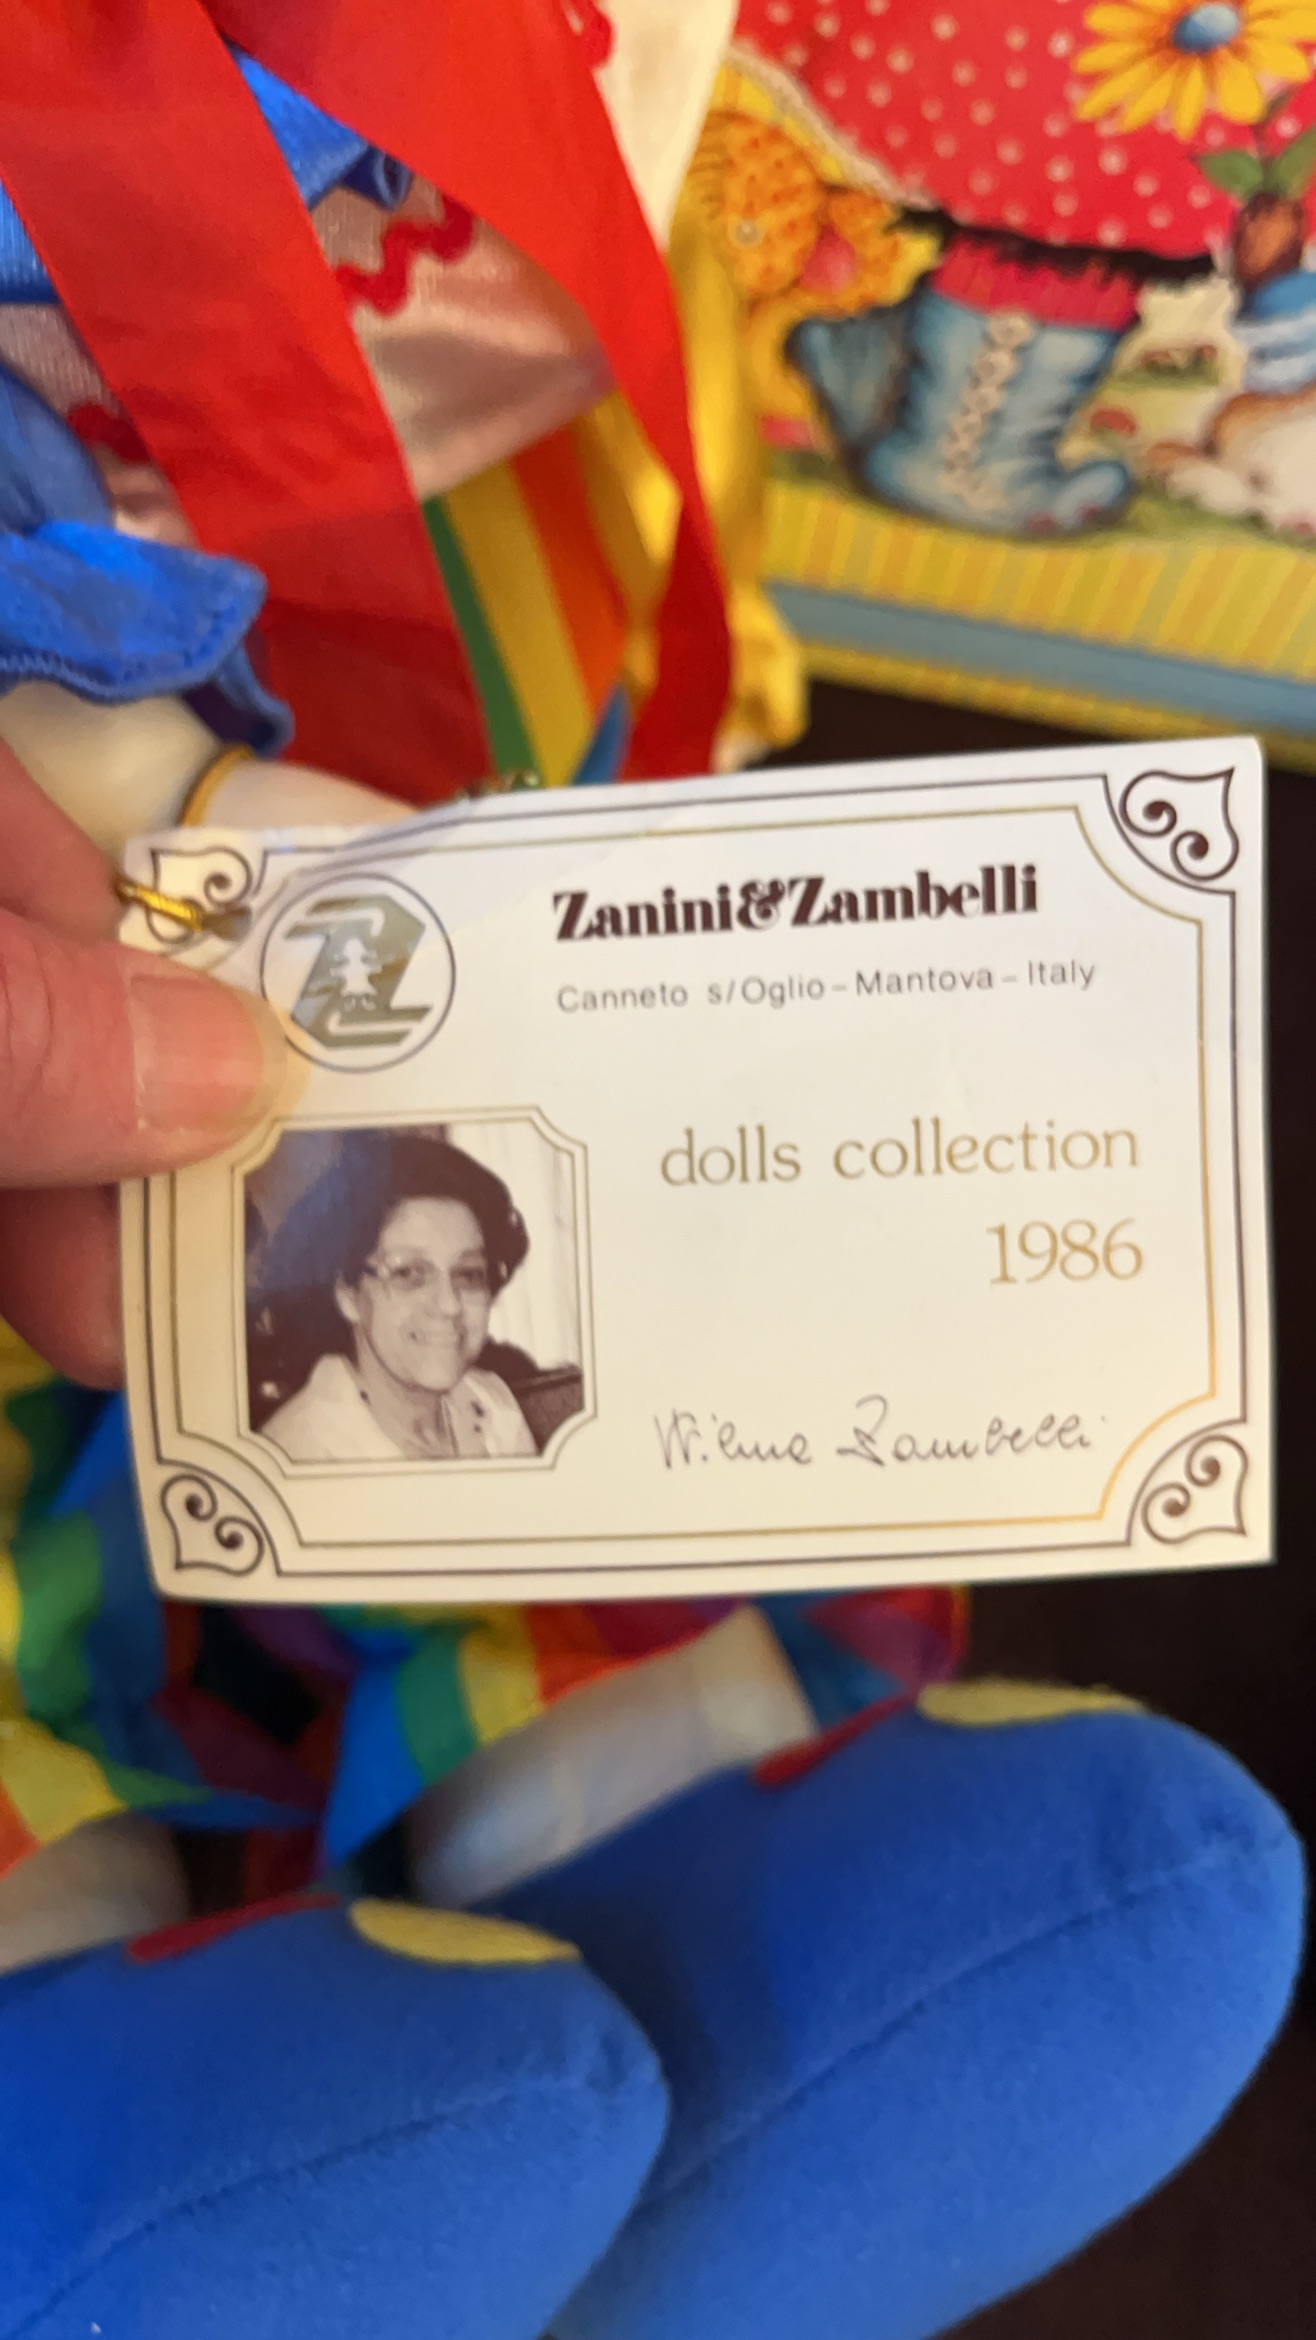 Zanini&Zambelli
Canneto s/Oglio – Mantova – Italy
dolls collection
1986
Wilma Zambelli